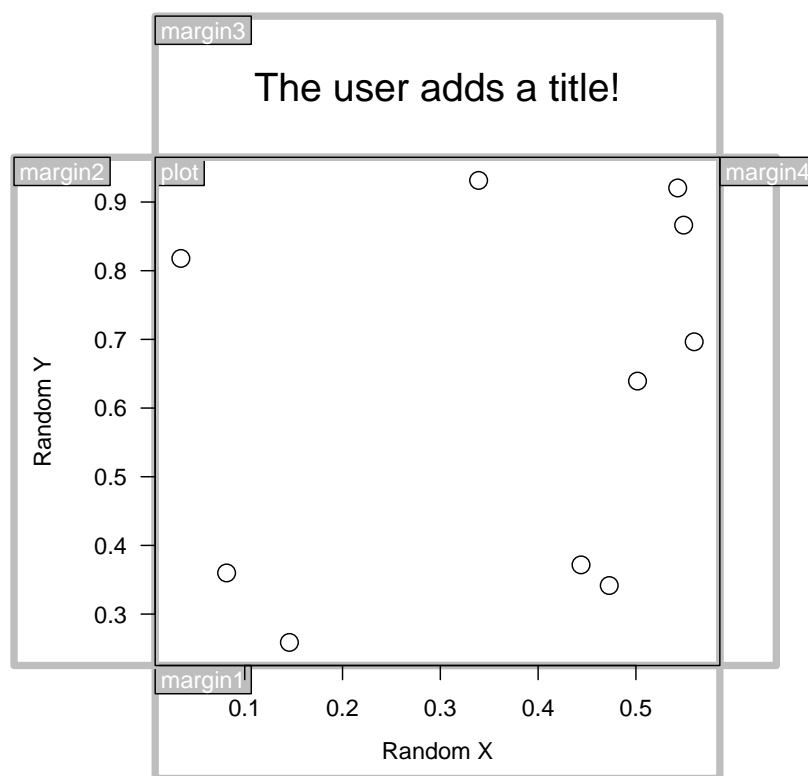 margin3
The user adds a title!
margin2
plot
margin4
0.9
0.8
0.7
0.6
0.5
0.4
0.3
Random Y
margin1
0.1 0.2 0.3 0.4 0.5
Random X